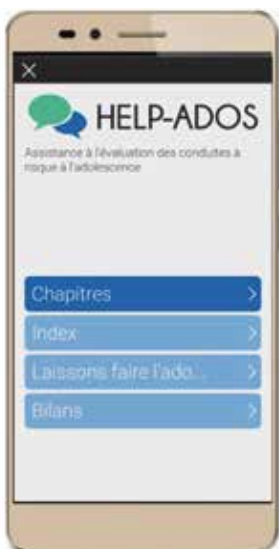 HELP-ADOS
Assistance à l'évaluation des conduites à
risque à l'adolescence
Chapitres
Index
Laissons faire l'ado...
Bilans